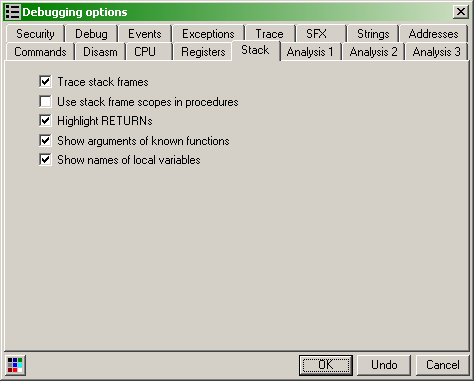 Debugging options
Security Debug Events Exceptions Trace SFX Strings Addresses
Commands Disasm CPU Registers Stack Analysis 1 Analysis 2 Analysis 3
Trace stack frames
Use stack frame scopes in procedures
Highlight RETURNs
Show arguments of known functions
Show names of local variables
OK Undo Cancel